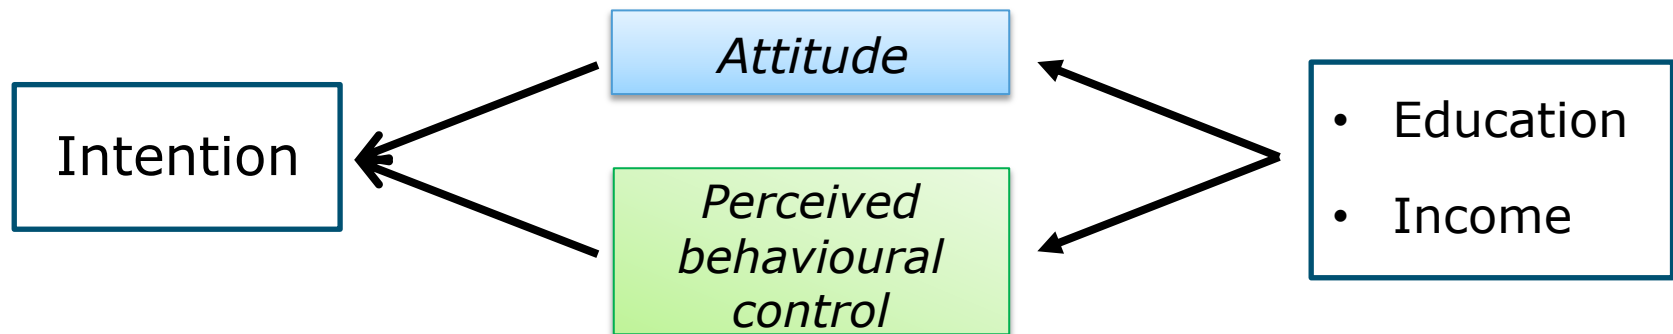 Intention
Attitude
Perceived
behavioural
control
• Education
• Income